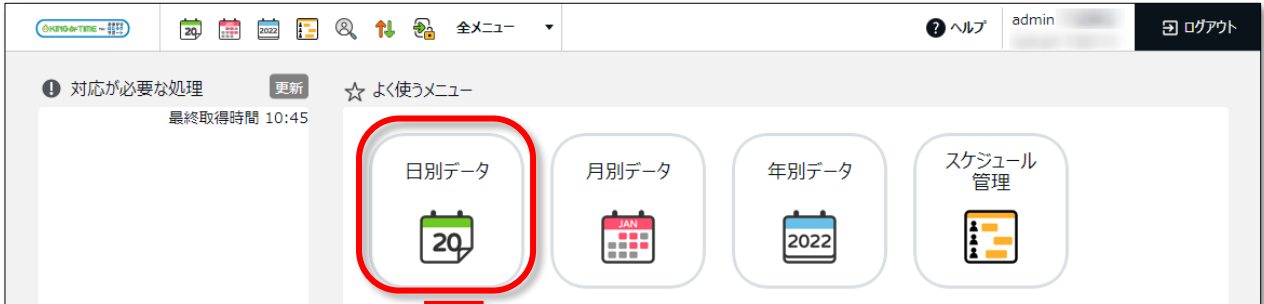 KING OF TIME
20
2022
全メニュー
ヘルプ
admin
ログアウト
対応が必要な処理
更新
よく使うメニュー
最終取得時間 10:45
日別データ
月別データ
年別データ
スケジュール
管理
20
JAN
2022